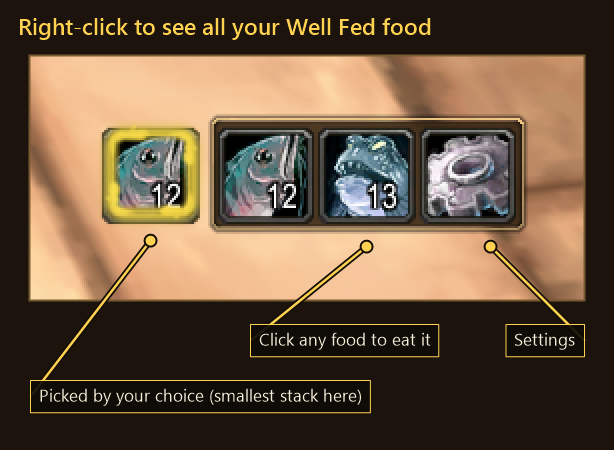 Right-click to see all your Well Fed food
12
12
13
Click any food to eat it
Settings
Picked by your choice (smallest stack here)